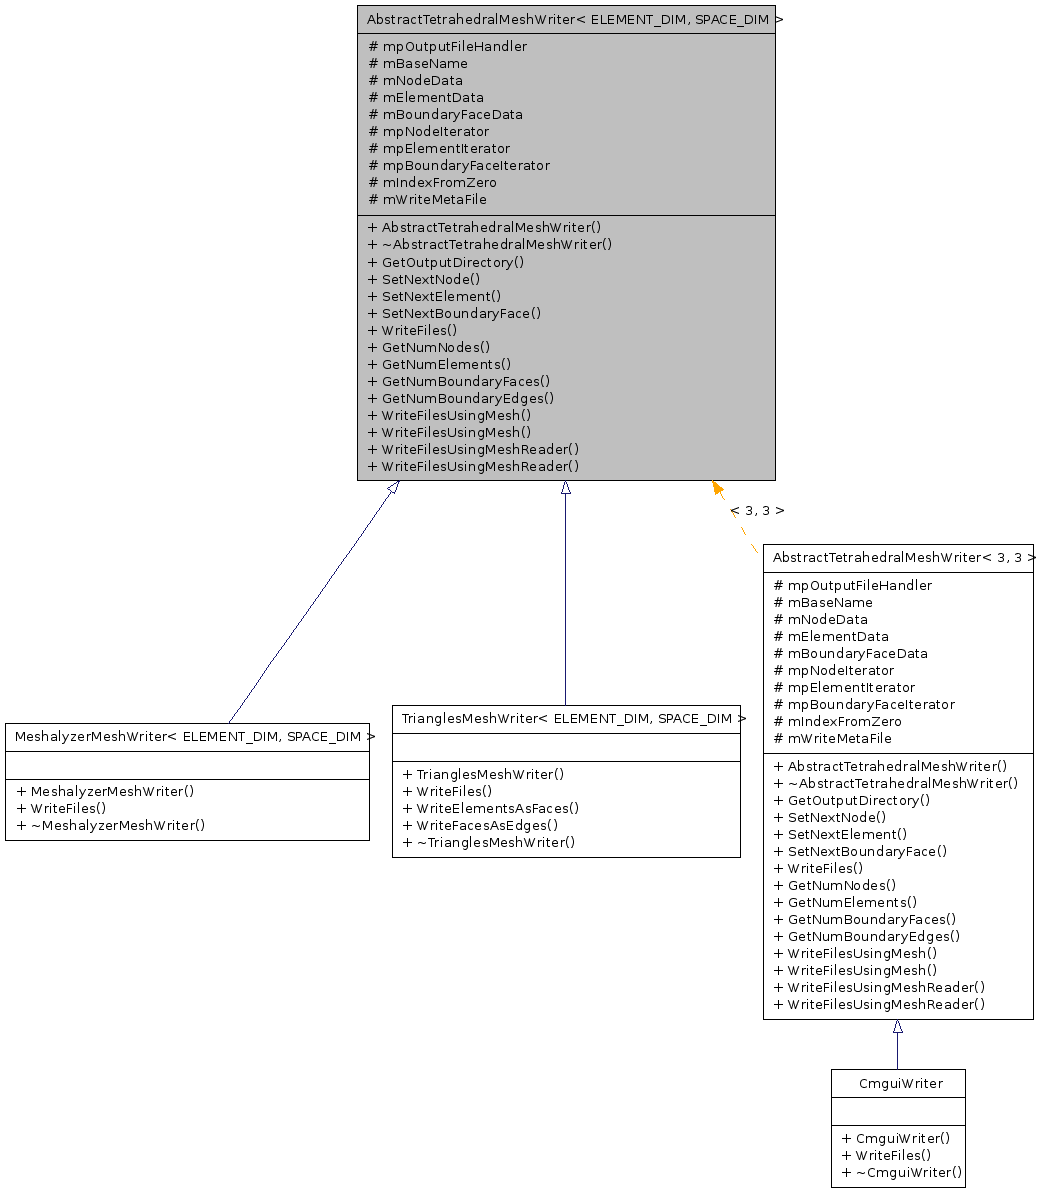 AbstractTetrahedralMeshWriter< ELEMENT_DIM, SPACE_DIM >
# mpOutputFileHandler
# mBaseName
# mNodeData
# mElementData
# mBoundaryFaceData
# mpNodeIterator
# mpElementIterator
# mpBoundaryFaceIterator
# mIndexFromZero
# mWriteMetaFile
+ AbstractTetrahedralMeshWriter()
+ ~AbstractTetrahedralMeshWriter()
+ GetOutputDirectory()
+ SetNextNode()
+ SetNextElement()
+ SetNextBoundaryFace()
+ WriteFiles()
+ GetNumNodes()
+ GetNumElements()
+ GetNumBoundaryFaces()
+ GetNumBoundaryEdges()
+ WriteFilesUsingMesh()
+ WriteFilesUsingMesh()
+ WriteFilesUsingMeshReader()
+ WriteFilesUsingMeshReader()
< 3, 3 >
MeshalyzerMeshWriter< ELEMENT_DIM, SPACE_DIM >
+ MeshalyzerMeshWriter()
+ WriteFiles()
+ ~MeshalyzerMeshWriter()
TrianglesMeshWriter< ELEMENT_DIM, SPACE_DIM >
+ TrianglesMeshWriter()
+ WriteFiles()
+ WriteElementsAsFaces()
+ WriteFacesAsEdges()
+ ~TrianglesMeshWriter()
AbstractTetrahedralMeshWriter< 3, 3 >
# mpOutputFileHandler
# mBaseName
# mNodeData
# mElementData
# mBoundaryFaceData
# mpNodeIterator
# mpElementIterator
# mpBoundaryFaceIterator
# mIndexFromZero
# mWriteMetaFile
+ AbstractTetrahedralMeshWriter()
+ ~AbstractTetrahedralMeshWriter()
+ GetOutputDirectory()
+ SetNextNode()
+ SetNextElement()
+ SetNextBoundaryFace()
+ WriteFiles()
+ GetNumNodes()
+ GetNumElements()
+ GetNumBoundaryFaces()
+ GetNumBoundaryEdges()
+ WriteFilesUsingMesh()
+ WriteFilesUsingMesh()
+ WriteFilesUsingMeshReader()
+ WriteFilesUsingMeshReader()
CmguiWriter
+ CmguiWriter()
+ WriteFiles()
+ ~CmguiWriter()